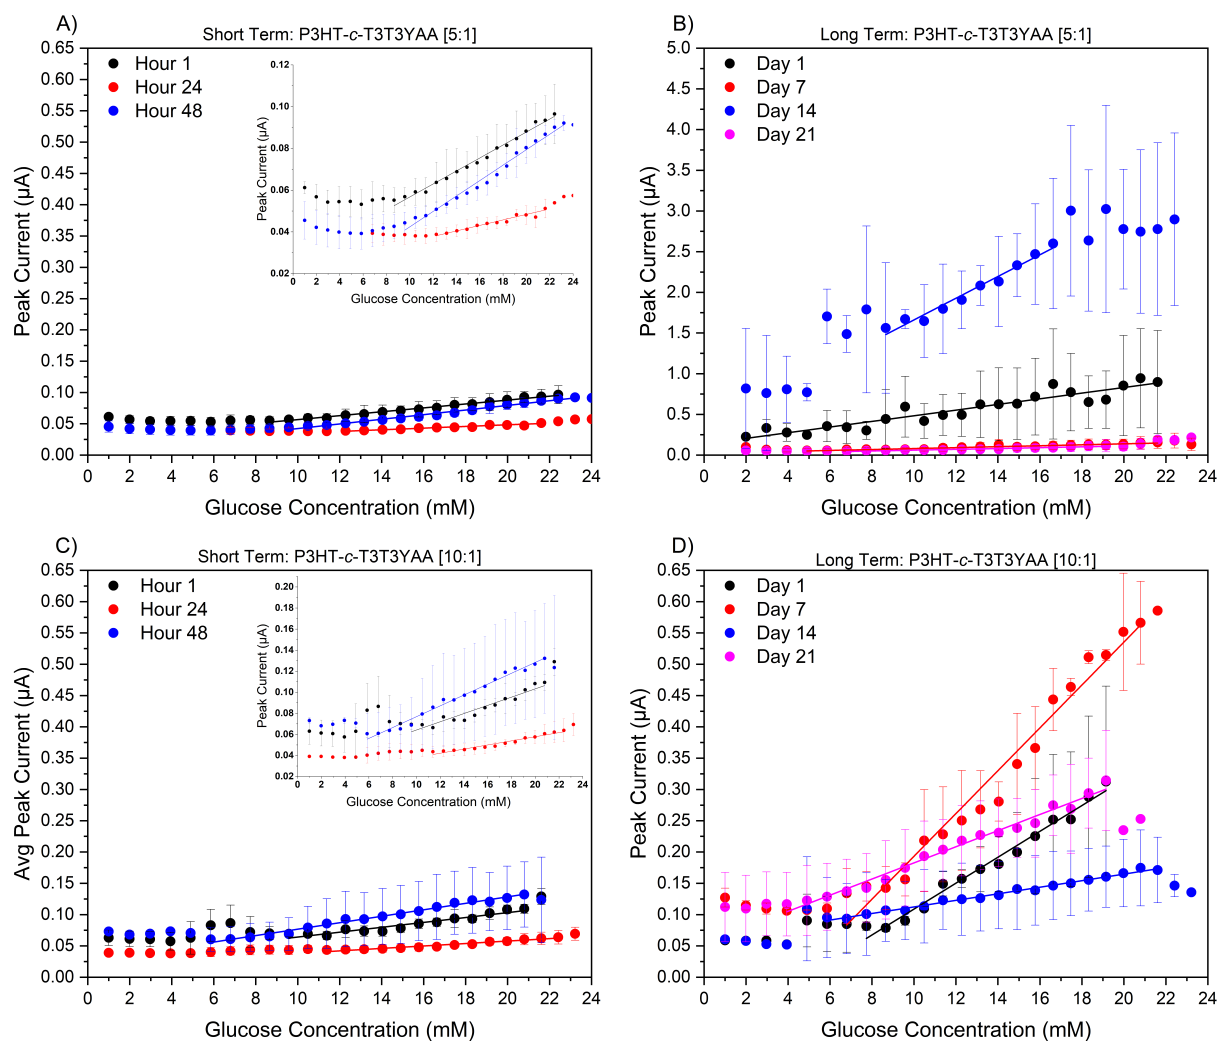 A)
Short Term: P3HT-c-T3T3YAA [5:1]
0.65
0.60
0.55
0.50
0.45
0.40
0.35
0.30
0.25
0.20
0.15
0.10
0.05
0.00
Peak Current (µA)
Hour 1
Hour 24
Hour 48
0.12
0.10
0.08
0.06
0.04
0.02
Peak Current (µA)
0 2 4 6 8 10 12 14 16 18 20 22 24
Glucose Concentration (mM)
0 2 4 6 8 10 12 14 16 18 20 22 24
Glucose Concentration (mM)
B)
Long Term: P3HT-c-T3T3YAA [5:1]
5.0
4.5
4.0
3.5
3.0
2.5
2.0
1.5
1.0
0.5
0.0
Peak Current (µA)
Day 1
Day 7
Day 14
Day 21
0 2 4 6 8 10 12 14 16 18 20 22 24
Glucose Concentration (mM)
C)
Short Term: P3HT-c-T3T3YAA [10:1]
0.65
0.60
0.55
0.50
0.45
0.40
0.35
0.30
0.25
0.20
0.15
0.10
0.05
0.00
Avg Peak Current (µA)
Hour 1
Hour 24
Hour 48
0.20
0.18
0.16
0.14
0.12
0.10
0.08
0.06
0.04
0.02
Peak Current (µA)
0 2 4 6 8 10 12 14 16 18 20 22 24
Glucose Concentration (mM)
0 2 4 6 8 10 12 14 16 18 20 22 24
Glucose Concentration (mM)
D)
Long Term: P3HT-c-T3T3YAA [10:1]
0.65
0.60
0.55
0.50
0.45
0.40
0.35
0.30
0.25
0.20
0.15
0.10
0.05
0.00
Peak Current (µA)
Day 1
Day 7
Day 14
Day 21
0 2 4 6 8 10 12 14 16 18 20 22 24
Glucose Concentration (mM)